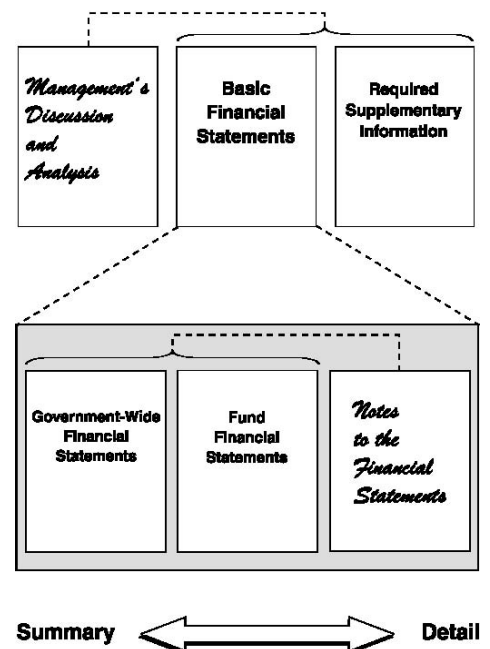 Management's
Discussion
and
Analysis
Basic
Financial
Statements
Required
Supplementary
Information
Government-Wide
Financial
Statements
Fund
Financial
Statements
Notes
to the
Financial
Statements
Summary
Detail